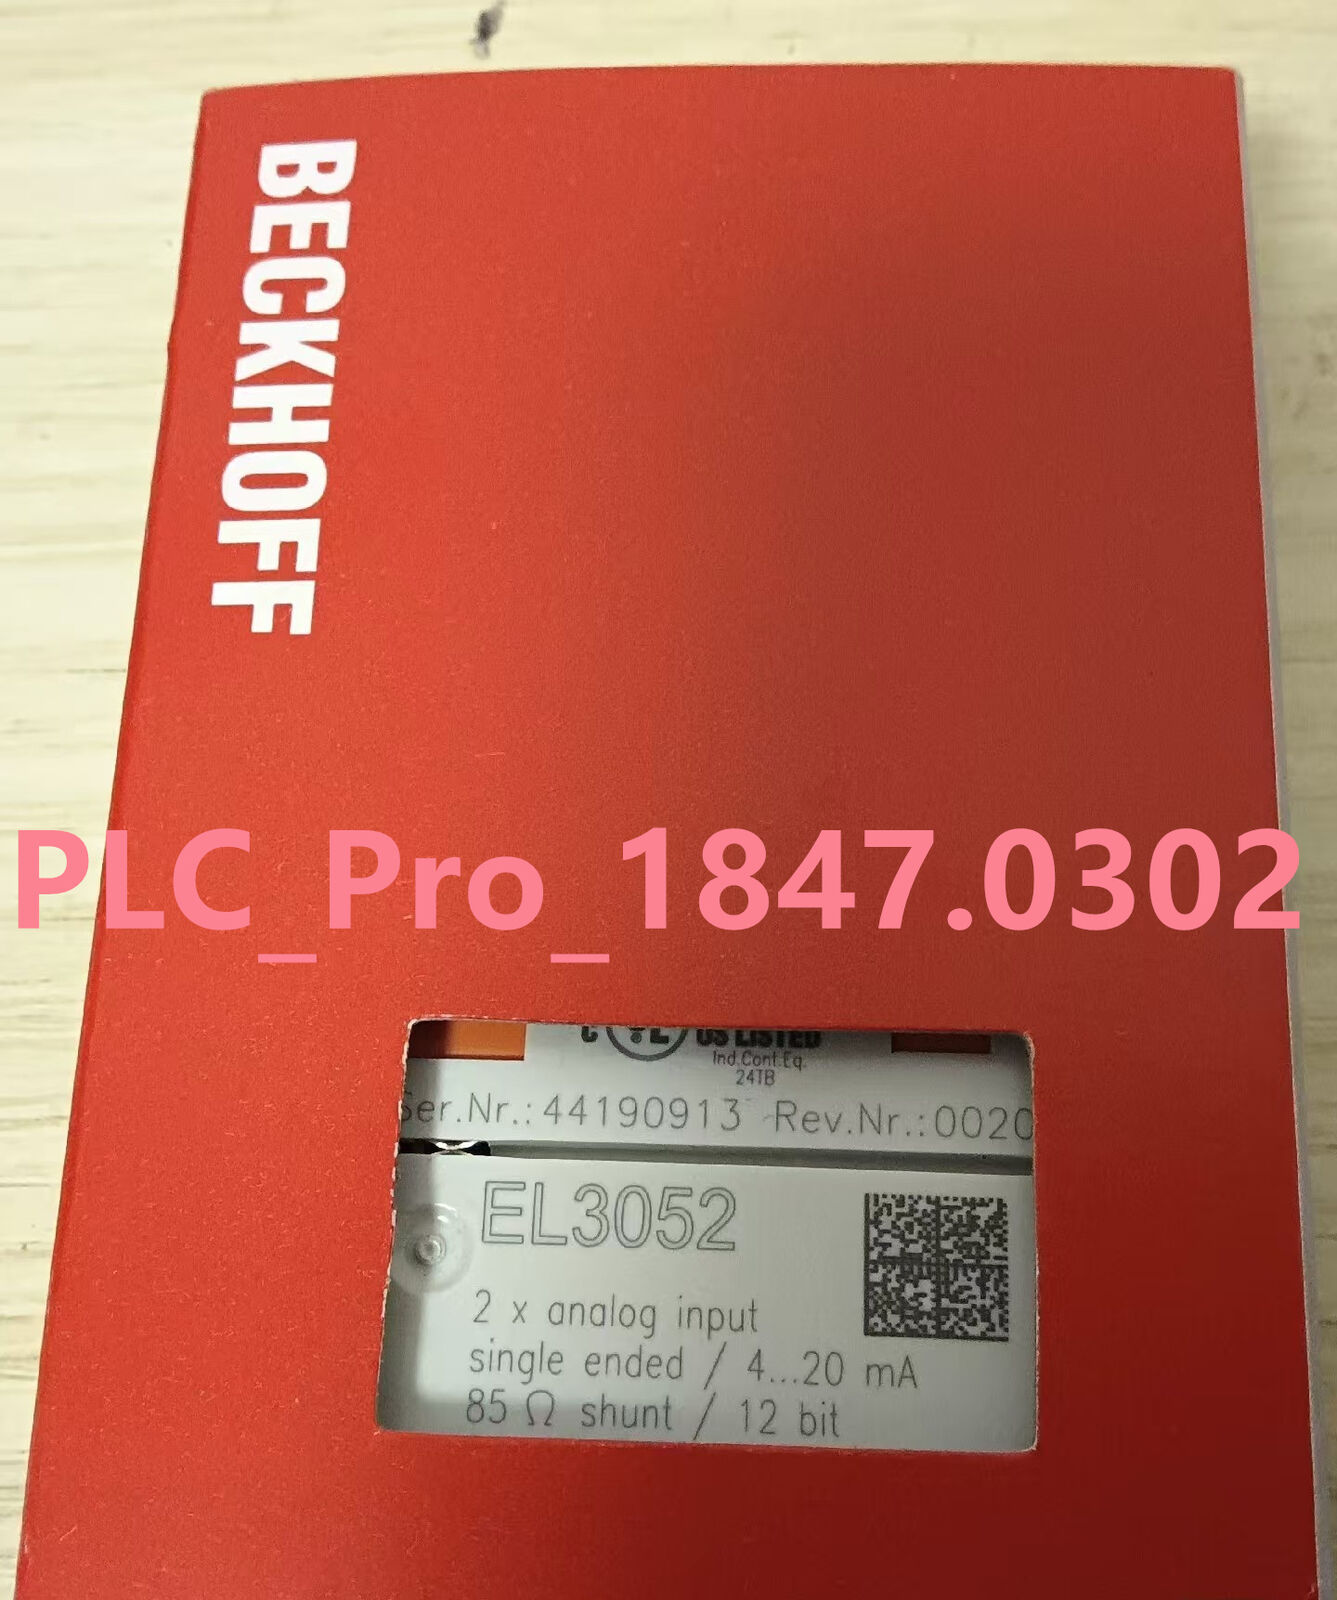 BECKHOFF
PLC_Pro_1847.0302
c UL US LISTED
Ind.Cont.Eq.
24TB
Ser.Nr.:44190913 Rev.Nr.:0020
EL3052
2 x analog input
single ended / 4...20 mA
85 Ω shunt / 12 bit